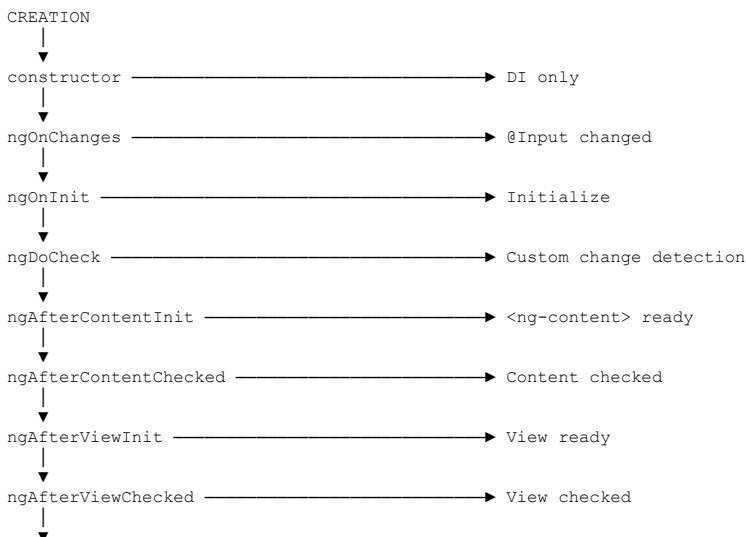 CREATION
constructor ──────────────────────────────────► DI only
ngOnChanges ──────────────────────────────────► @Input changed
ngOnInit ─────────────────────────────────────► Initialize
ngDoCheck ────────────────────────────────────► Custom change detection
ngAfterContentInit ───────────────────────────► <ng-content> ready
ngAfterContentChecked ────────────────────────► Content checked
ngAfterViewInit ──────────────────────────────► View ready
ngAfterViewChecked ───────────────────────────► View checked